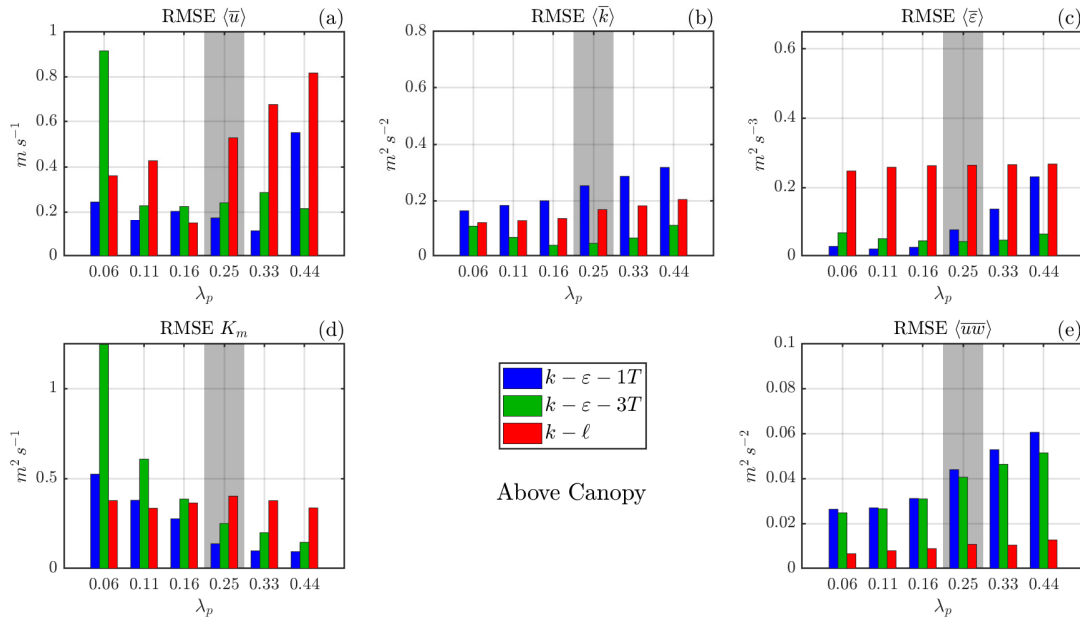 RMSE ⟨u̅⟩ (a)
m s⁻¹
1
0.8
0.6
0.4
0.2
0
0.06 0.11 0.16 0.25 0.33 0.44
λₚ
RMSE ⟨k̅⟩ (b)
m² s⁻²
0.8
0.6
0.4
0.2
0
0.06 0.11 0.16 0.25 0.33 0.44
λₚ
RMSE ⟨ε̅⟩ (c)
m² s⁻³
0.6
0.4
0.2
0
0.06 0.11 0.16 0.25 0.33 0.44
λₚ
RMSE Kₘ (d)
m² s⁻¹
1
0.5
0
0.06 0.11 0.16 0.25 0.33 0.44
λₚ
k − ε − 1T
k − ε − 3T
k − ℓ
Above Canopy
RMSE ⟨u̅w̅⟩ (e)
m² s⁻²
0.1
0.08
0.06
0.04
0.02
0
0.06 0.11 0.16 0.25 0.33 0.44
λₚ